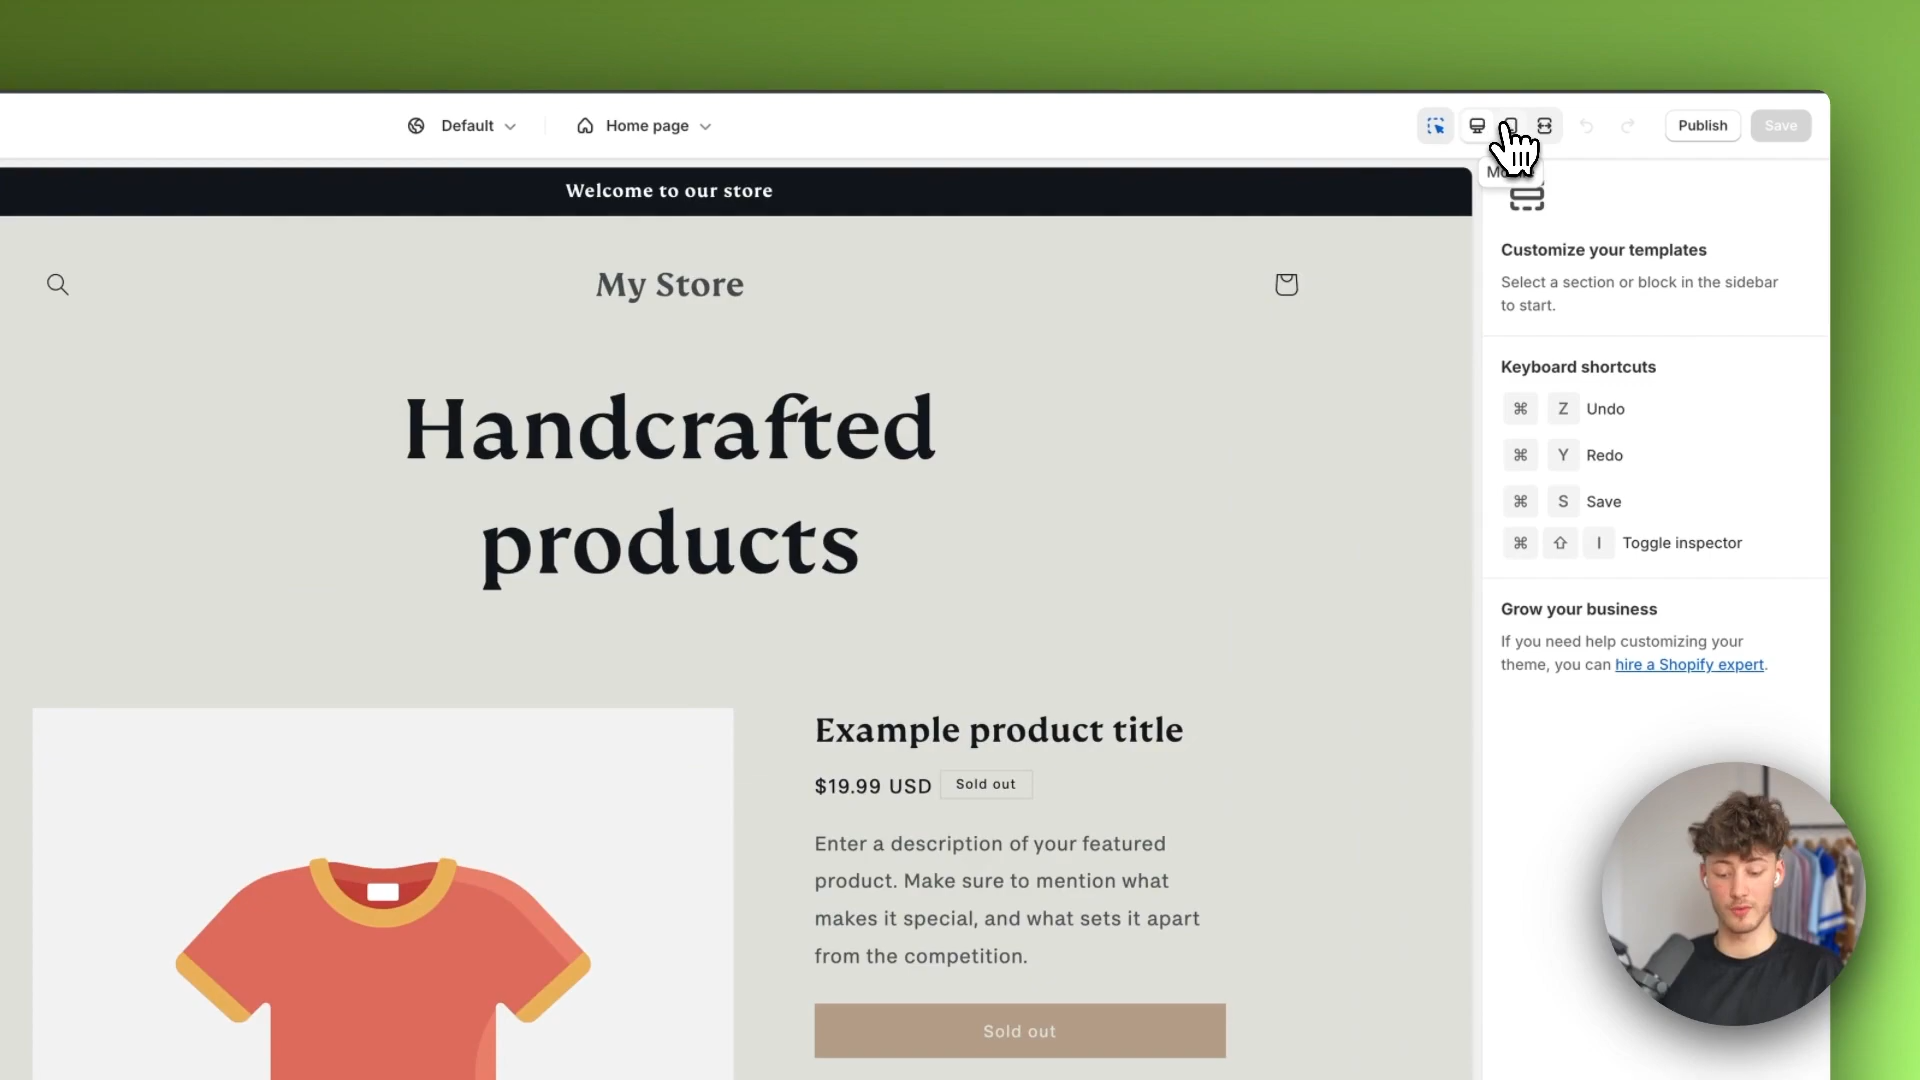 Default
Home page
Publish
Save
Welcome to our store
My Store
Handcrafted
products
Example product title
$19.99 USD
Sold out
Enter a description of your featured
product. Make sure to mention what
makes it special, and what sets it apart
from the competition.
Sold out
Customize your templates
Select a section or block in the sidebar
to start.
Keyboard shortcuts
⌘ Z Undo
⌘ Y Redo
⌘ S Save
⌘ ⇧ I Toggle inspector
Grow your business
If you need help customizing your
theme, you can hire a Shopify expert.